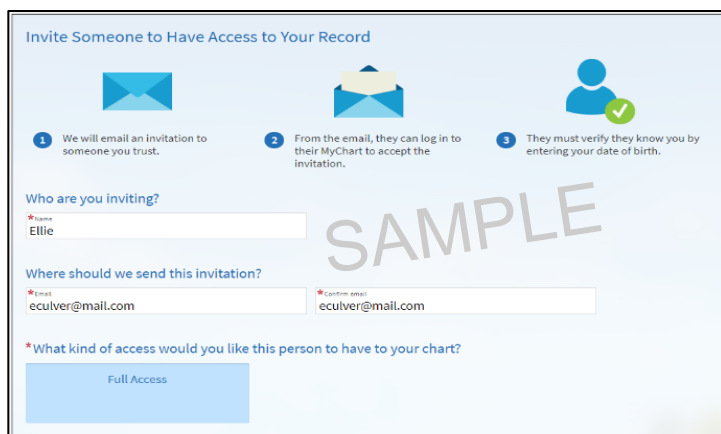 Invite Someone to Have Access to Your Record
1
We will email an invitation to
someone you trust.
2
From the email, they can log in to
their MyChart to accept the
invitation.
3
They must verify they know you by
entering your date of birth.
Who are you inviting?
*Name
Ellie
SAMPLE
Where should we send this invitation?
*Email
eculver@mail.com
*Confirm email
eculver@mail.com
*What kind of access would you like this person to have to your chart?
Full Access